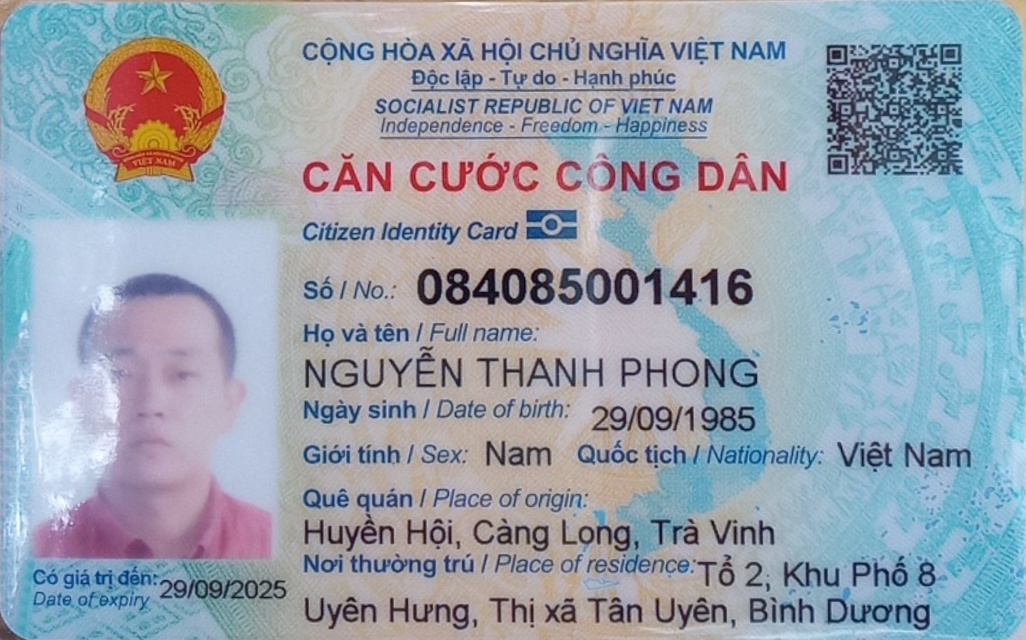 CỘNG HÒA XÃ HỘI CHỦ NGHĨA VIỆT NAM
Độc lập - Tự do - Hạnh phúc
SOCIALIST REPUBLIC OF VIET NAM
Independence - Freedom - Happiness
CĂN CƯỚC CÔNG DÂN
Citizen Identity Card
VIỆT NAM
Số / No.: 084085001416
Họ và tên / Full name:
NGUYỄN THANH PHONG
Ngày sinh / Date of birth: 29/09/1985
Giới tính / Sex: Nam Quốc tịch / Nationality: Việt Nam
Quê quán / Place of origin:
Huyền Hội, Càng Long, Trà Vinh
Nơi thường trú / Place of residence: Tổ 2, Khu Phố 8
Uyên Hưng, Thị xã Tân Uyên, Bình Dương
Có giá trị đến: 29/09/2025
Date of expiry